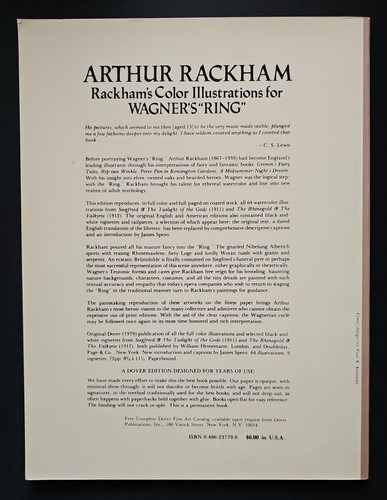 ARTHUR RACKHAM
Rackham's Color Illustrations for
WAGNER'S "RING"
His pictures, which seemed to me then [aged 15] to be the very music made visible, plunged
me a few fathoms deeper into my delight. I have seldom coveted anything as I coveted that
book.
—C. S. Lewis
Before portraying Wagner's "Ring," Arthur Rackham (1867–1939) had become England's
leading illustrator through his interpretations of fairy and fantastic books: Grimm's Fairy
Tales, Rip van Winkle, Peter Pan in Kensington Gardens, A Midsummer Night's Dream.
With his insight into elves, twisted oaks and bearded heroes, Wagner was the logical step,
with the "Ring," Rackham brought his talent for ethereal watercolor and line into new
realms of adult mythology.
This edition reproduces, in full color and full-paged on coated stock, all 64 watercolor illus-
trations from Siegfried & The Twilight of the Gods (1911) and The Rhinegold & The
Valkyrie (1912). The original English and American editions also contained black-and-
white vignettes and tailpieces, a selection of which appear here; the original text, a dated
English translation of the libretto, has been replaced by comprehensive descriptive captions
and an introduction by James Spero.
Rackham poured all his mature fancy into the "Ring." The gnarled Nibelung Alberich
sports with teasing Rhinemaidens; fiery Loge and lordly Wotan tussle with giants and
serpents. An ecstatic Brünnhilde is finally consumed on Siegfried's funeral pyre in perhaps
the most successful representation of this scene anywhere, either graphically or theatrically.
Wagner's Teutonic forests and caves give Rackham free reign for his brooding, haunting
nature backgrounds; characters, costumes, and all the tiny details are painted with such
textual accuracy and empathy that today's opera companies who wish to return to staging
the "Ring" in the traditional manner turn to Rackham's paintings for guidance.
The painstaking reproduction of these artworks on the finest paper brings Arthur
Rackham's most heroic visions to the many collectors and admirers who cannot obtain the
expensive out of print editions. With the aid of the clear captions, the Wagnerian cycle
may be followed once again in its most time-honored and rich interpretation.
Original Dover (1979) publication of all the full color illustrations and selected black-and-
white vignettes from Siegfried & The Twilight of the Gods (1911) and The Rhinegold &
The Valkyrie (1912), both published by William Heinemann, London, and Doubleday,
Page & Co., New York. New introduction and captions by James Spero. 64 illustrations. 9
vignettes. 72pp. 8⅜ x 11¼. Paperbound.
A DOVER EDITION DESIGNED FOR YEARS OF USE!
We have made every effort to make this the best book possible. Our paper is opaque, with
minimal show-through; it will not discolor or become brittle with age. Pages are sewn in
signatures, in the method traditionally used for the best books, and will not drop out, as
often happens with paperbacks held together with glue. Books open flat for easy reference.
The binding will not crack or split. This is a permanent book.
Free Complete Dover Fine Art Catalog available upon request from Dover
Publications, Inc., 180 Varick Street, New York, N.Y. 10014
ISBN 0-486-23779-6 $6.00 in U.S.A.
Cover design by Paul E. Kennedy